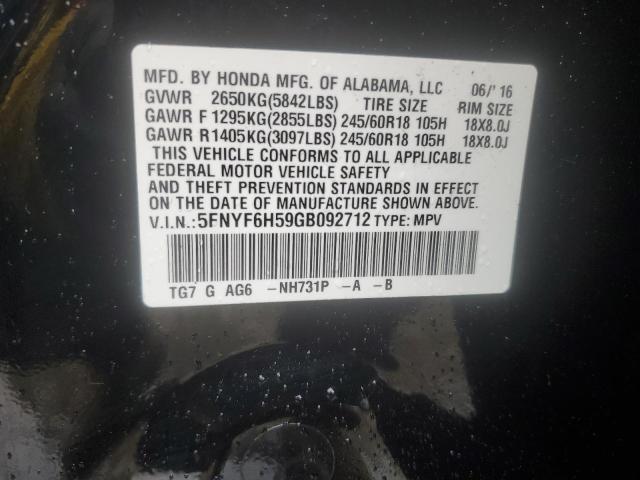 MFD. BY HONDA MFG. OF ALABAMA, LLC 06/'16
GVWR 2650KG(5842LBS) TIRE SIZE RIM SIZE
GAWR F 1295KG(2855LBS) 245/60R18 105H 18X8.0J
GAWR R 1405KG(3097LBS) 245/60R18 105H 18X8.0J
THIS VEHICLE CONFORMS TO ALL APPLICABLE
FEDERAL MOTOR VEHICLE SAFETY
AND THEFT PREVENTION STANDARDS IN EFFECT
ON THE DATE OF MANUFACTURE SHOWN ABOVE.
V.I.N.: 5FNYF6H59GB092712 TYPE: MPV
TG7 G AG6 -NH731P -A -B